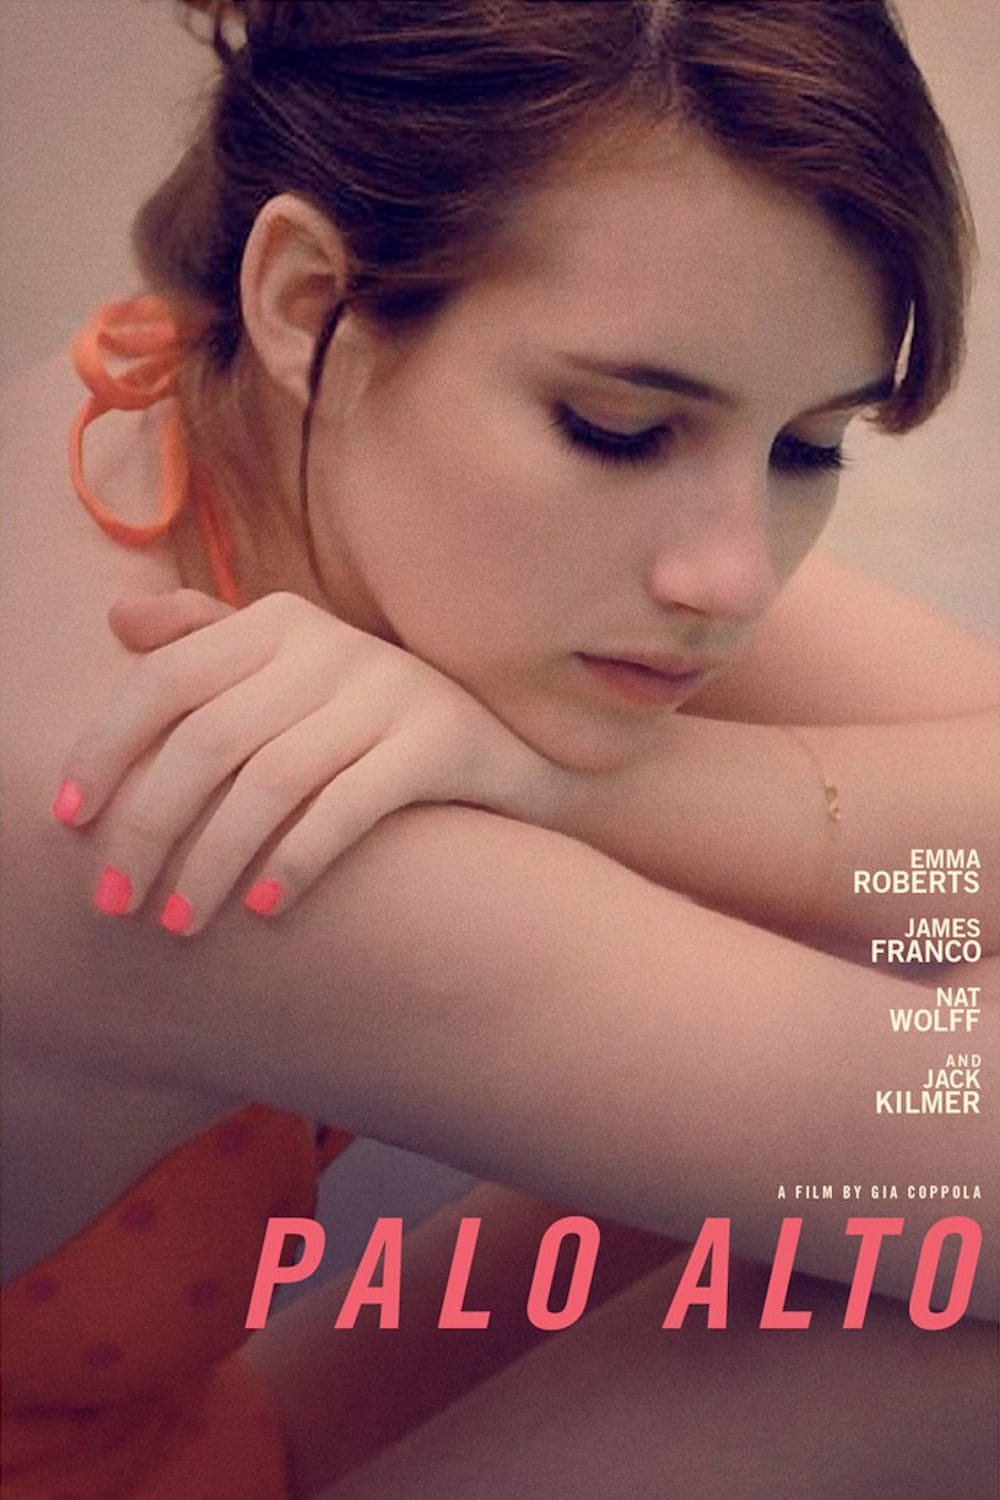 EMMA
ROBERTS
JAMES
FRANCO
NAT
WOLFF
AND
JACK
KILMER
A FILM BY GIA COPPOLA
PALO ALTO